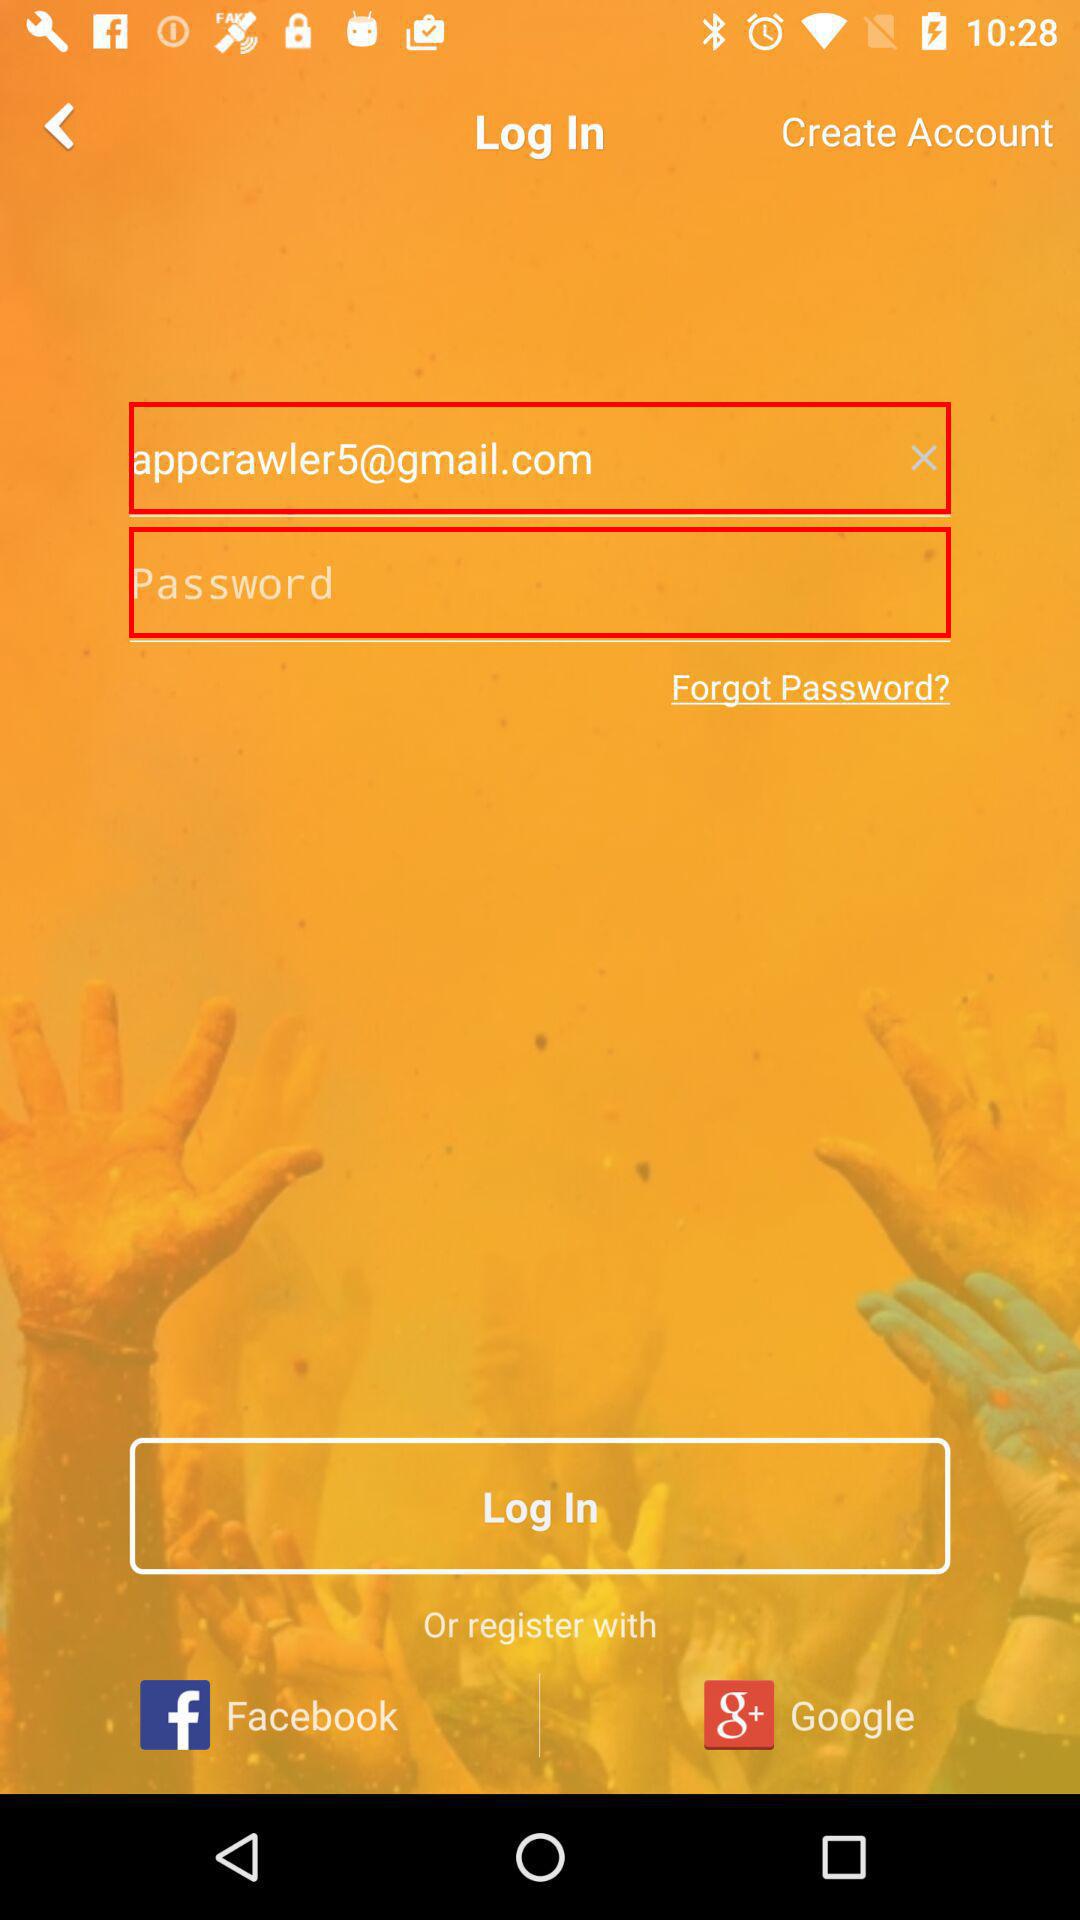 FAKE
10:28
Log In
Create Account
appcrawler5@gmail.com
Password
Forgot Password?
Log In
Or register with
Facebook
Google